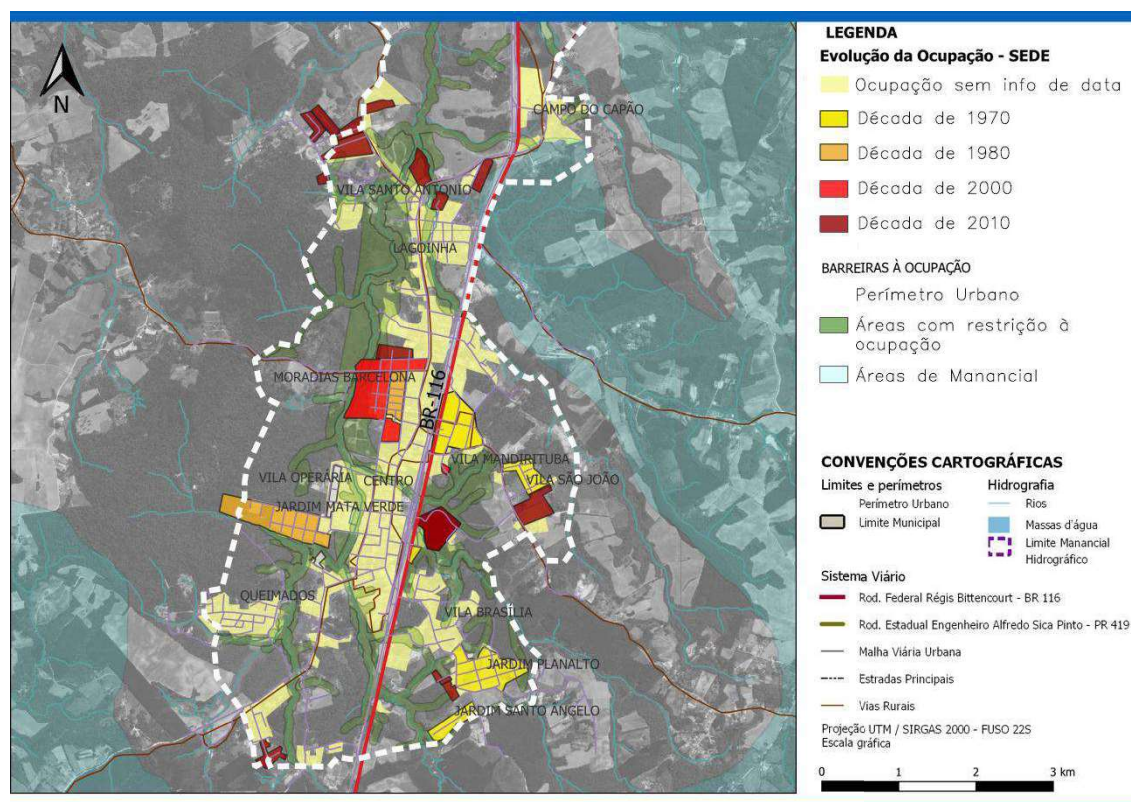 N
CAMPO DO CAPÃO
VILA SANTO ANTONIO
LAGOINHA
MORADIAS BARCELONA
BR-116
VILA MANDIRITUBA
VILA OPERÁRIA
CENTRO
VILA SÃO JOÃO
JARDIM MATA VERDE
QUEIMADOS
VILA BRASÍLIA
JARDIM PLANALTO
JARDIM SANTO ÂNGELO
LEGENDA
Evolução da Ocupação - SEDE
Ocupação sem info de data
Década de 1970
Década de 1980
Década de 2000
Década de 2010
BARREIRAS À OCUPAÇÃO
Perímetro Urbano
Áreas com restrição à
ocupação
Áreas de Manancial
CONVENÇÕES CARTOGRÁFICAS
Limites e perímetros
Perímetro Urbano
Limite Municipal
Hidrografia
Rios
Massas d'água
Limite Manancial
Hidrográfico
Sistema Viário
Rod. Federal Régis Bittencourt - BR 116
Rod. Estadual Engenheiro Alfredo Sica Pinto - PR 419
Malha Viária Urbana
Estradas Principais
Vias Rurais
Projeção UTM / SIRGAS 2000 - FUSO 22S
Escala gráfica
0 1 2 3 km